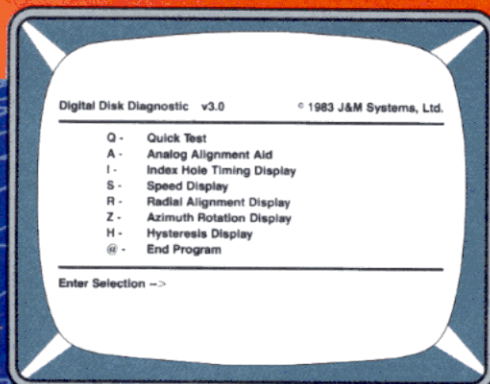 Digital Disk Diagnostic v3.0 © 1983 J&M Systems, Ltd.
Q - Quick Test
A - Analog Alignment Aid
I - Index Hole Timing Display
S - Speed Display
R - Radial Alignment Display
Z - Azimuth Rotation Display
H - Hysteresis Display
@ - End Program
Enter Selection -->